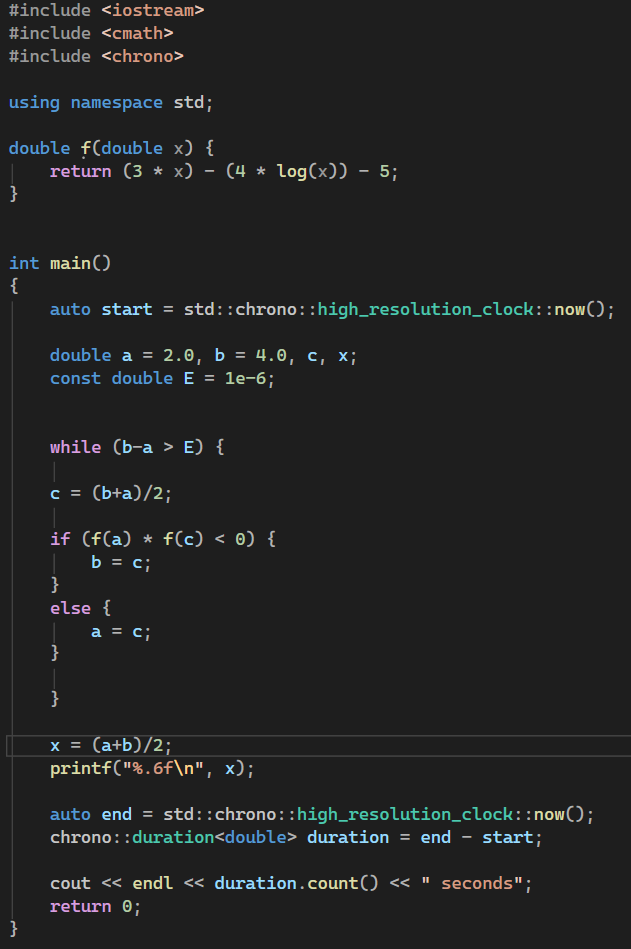 #include <iostream>
#include <cmath>
#include <chrono>
using namespace std;
double f(double x) {
return (3 * x) - (4 * log(x)) - 5;
}
int main()
{
auto start = std::chrono::high_resolution_clock::now();
double a = 2.0, b = 4.0, c, x;
const double E = 1e-6;
while (b-a > E) {
c = (b+a)/2;
if (f(a) * f(c) < 0) {
b = c;
}
else {
a = c;
}
}
x = (a+b)/2;
printf("%.6f\n", x);
auto end = std::chrono::high_resolution_clock::now();
chrono::duration<double> duration = end - start;
cout << endl << duration.count() << " seconds";
return 0;
}